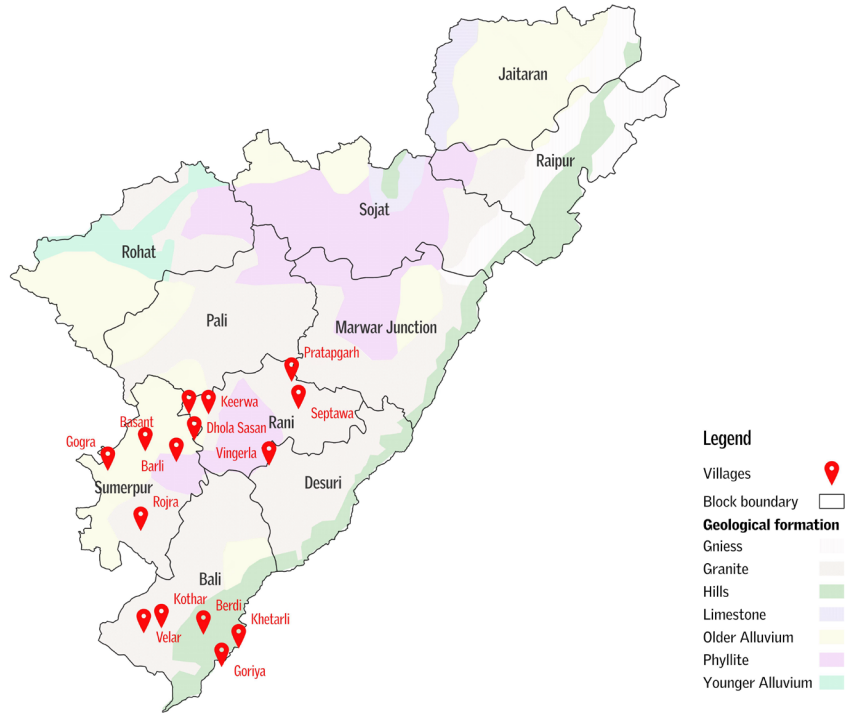 Jaitaran
Raipur
Sojat
Rohat
Pali
Marwar Junction
Pratapgarh
Keerwa
Septawa
Basant
Dhola Sasan
Rani
Gogra
Barli
Vingerla
Sumerpur
Desuri
Rojra
Bali
Kothar
Berdi
Khetarli
Velar
Goriya
Legend
Villages
Block boundary
Geological formation
Gniess
Granite
Hills
Limestone
Older Alluvium
Phyllite
Younger Alluvium